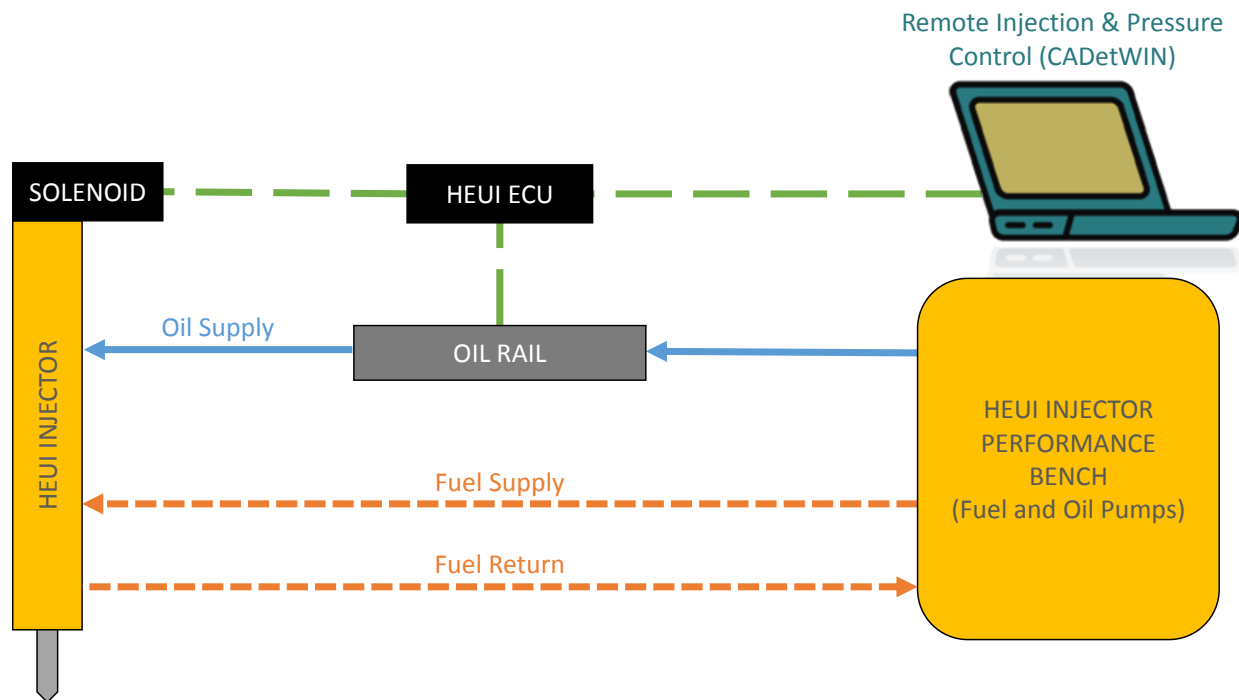 Remote Injection & Pressure
Control (CADetWIN)
SOLENOID
HEUI ECU
Oil Supply
OIL RAIL
HEUI INJECTOR
HEUI INJECTOR
PERFORMANCE
BENCH
(Fuel and Oil Pumps)
Fuel Supply
Fuel Return